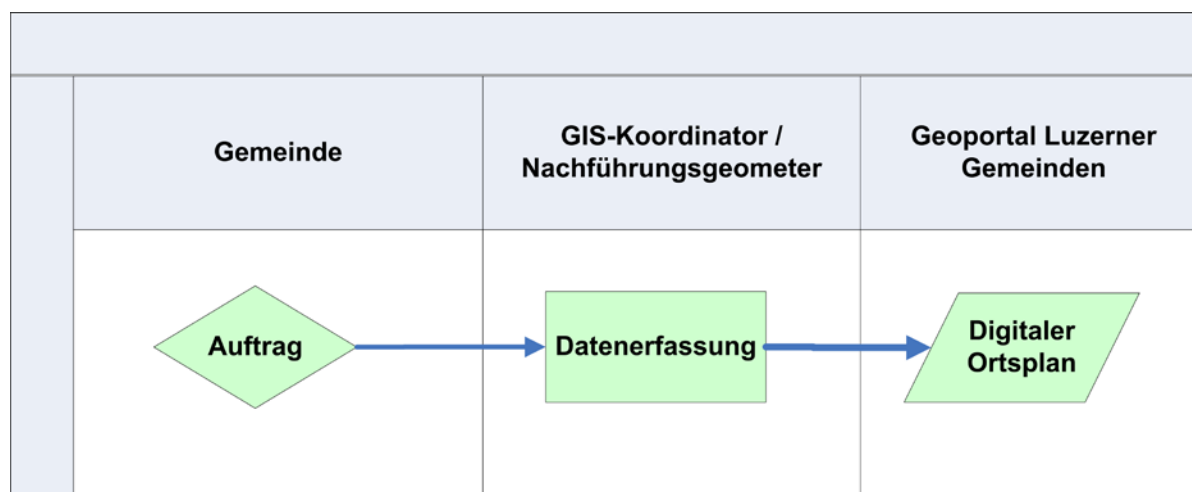 Gemeinde
GIS-Koordinator /
Nachführungsgeometer
Geoportal Luzerner
Gemeinden
Auftrag
Datenerfassung
Digitaler
Ortsplan